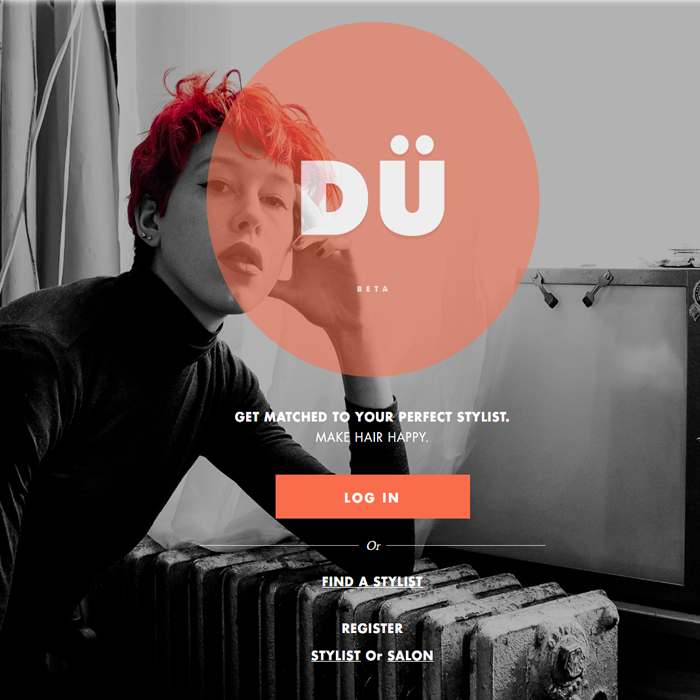 DÜ
BETA
GET MATCHED TO YOUR PERFECT STYLIST.
MAKE HAIR HAPPY.
LOG IN
Or
FIND A STYLIST
REGISTER
STYLIST Or SALON